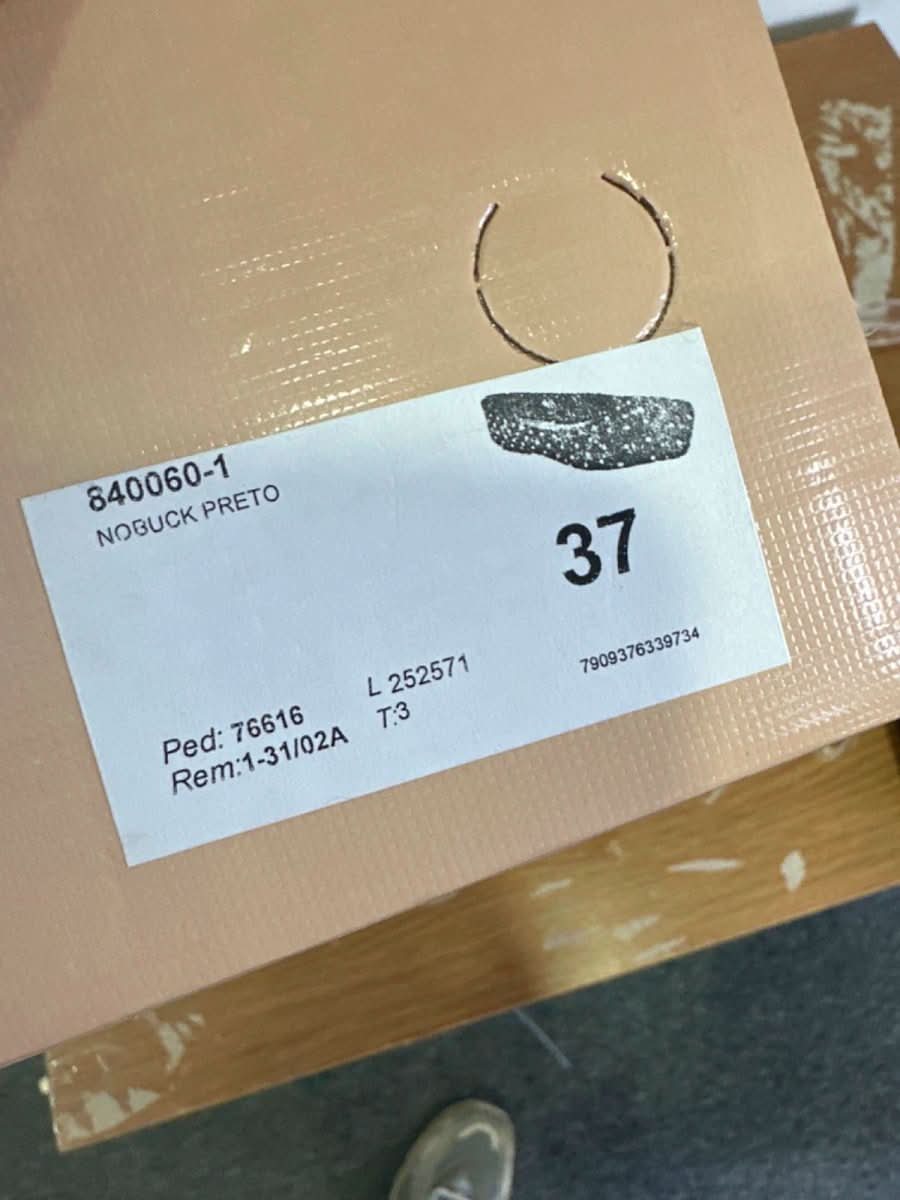 840060-1
NOBUCK PRETO
37
7909376339734
L 252571
Ped: 76616
T:3
Rem:1-31/02A